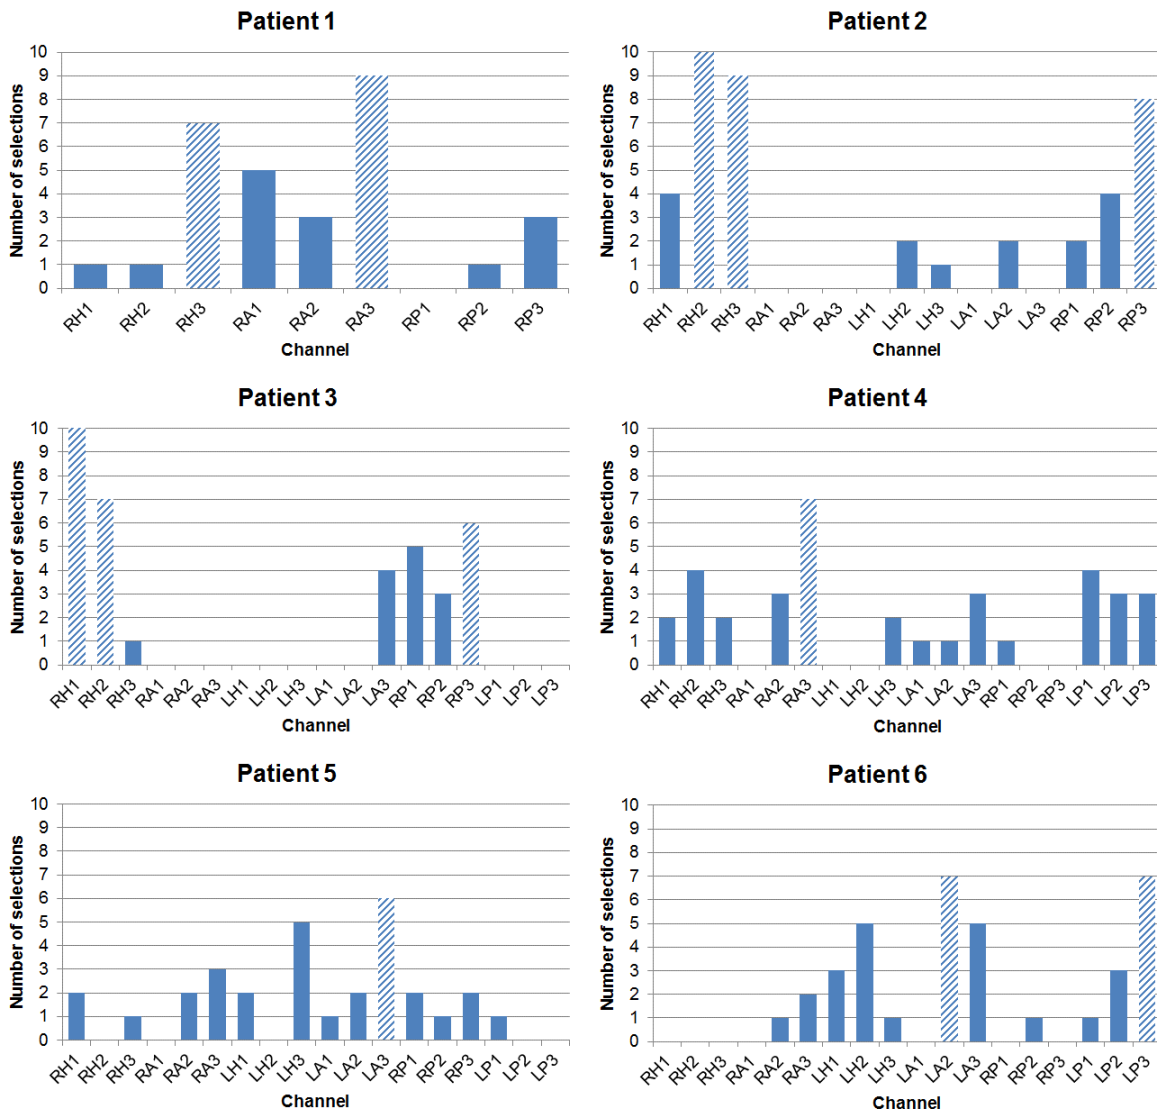 Patient 1
Number of selections
10
9
8
7
6
5
4
3
2
1
0
RH1 RH2 RH3 RA1 RA2 RA3 RP1 RP2 RP3
Channel
Patient 2
Number of selections
10
9
8
7
6
5
4
3
2
1
0
RH1 RH2 RH3 RA1 RA2 RA3 LH1 LH2 LH3 LA1 LA2 LA3 RP1 RP2 RP3
Channel
Patient 3
Number of selections
10
9
8
7
6
5
4
3
2
1
0
RH1 RH2 RH3 RA1 RA2 RA3 LH1 LH2 LH3 LA1 LA2 LA3 RP1 RP2 RP3 LP1 LP2 LP3
Channel
Patient 4
Number of selections
10
9
8
7
6
5
4
3
2
1
0
RH1 RH2 RH3 RA1 RA2 RA3 LH1 LH2 LH3 LA1 LA2 LA3 RP1 RP2 RP3 LP1 LP2 LP3
Channel
Patient 5
Number of selections
10
9
8
7
6
5
4
3
2
1
0
RH1 RH2 RH3 RA1 RA2 RA3 LH1 LH2 LH3 LA1 LA2 LA3 RP1 RP2 RP3 LP1 LP2 LP3
Channel
Patient 6
Number of selections
10
9
8
7
6
5
4
3
2
1
0
RH1 RH2 RH3 RA1 RA2 RA3 LH1 LH2 LH3 LA1 LA2 LA3 RP1 RP2 RP3 LP1 LP2 LP3
Channel